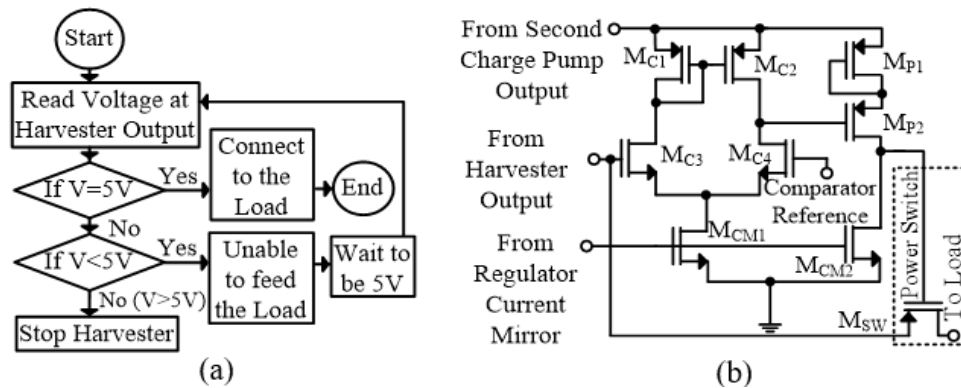 Start
Read Voltage at
Harvester Output
If V=5V
Yes
Connect
to the
Load
End
No
If V<5V
Yes
Unable
to feed
the Load
Wait to
be 5V
No (V>5V)
Stop Harvester
(a)
From Second
Charge Pump
Output
MC1
MC2
MP1
MP2
From
Harvester
Output
MC3
MC4
Comparator
Reference
From
Regulator
Current
Mirror
MCM1
MCM2
Power Switch
MSW
To Load
(b)